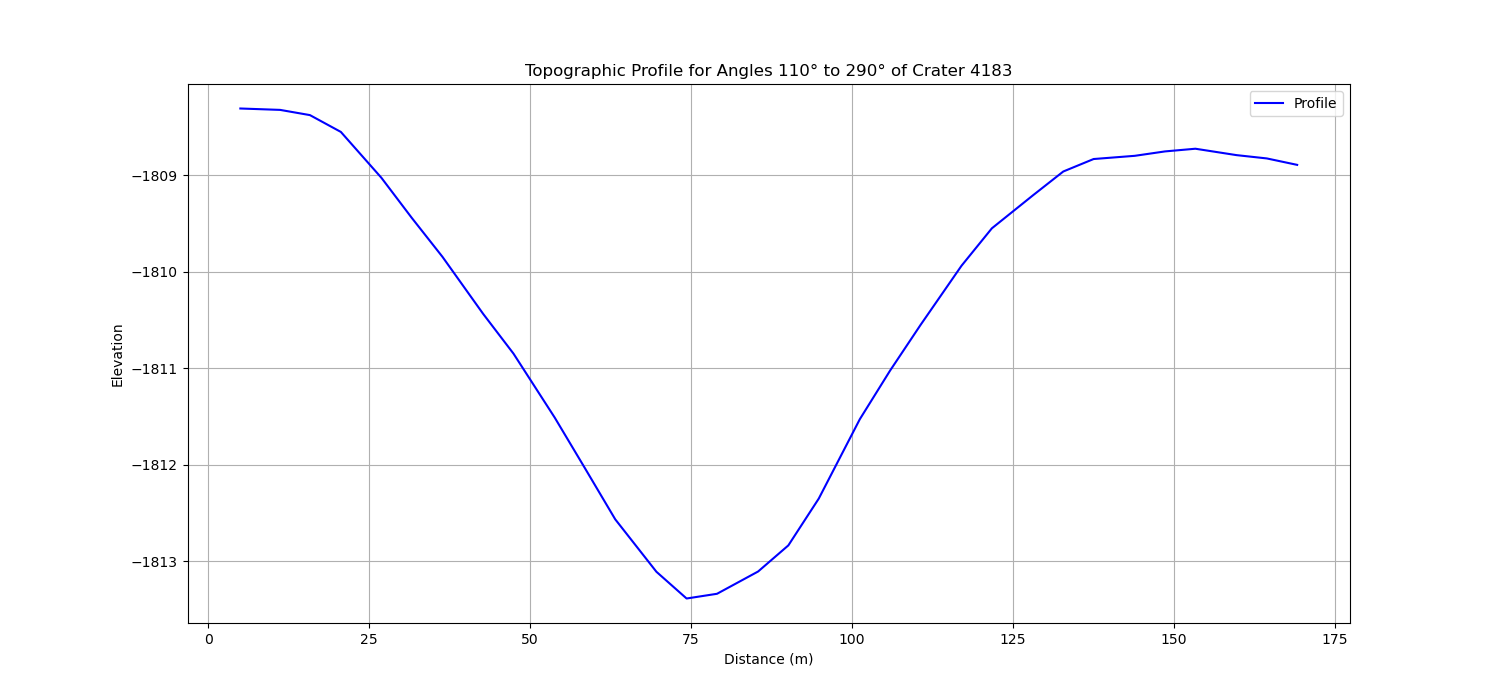 Topographic Profile for Angles 110° to 290° of Crater 4183
Profile
−1809
−1810
−1811
−1812
−1813
Elevation
0 25 50 75 100 125 150 175
Distance (m)